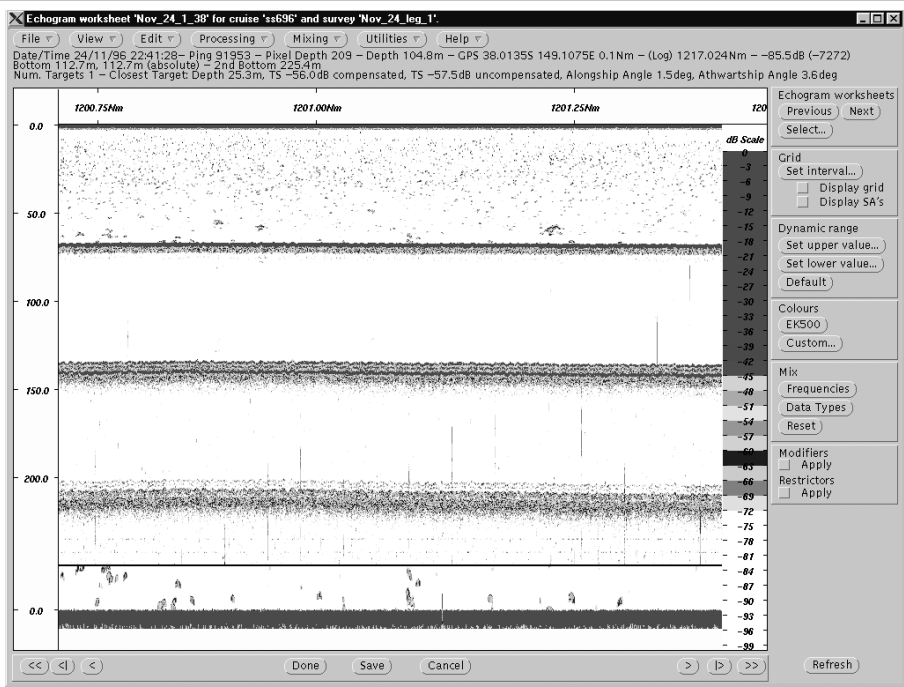 Echogram worksheet 'Nov_24_1_38' for cruise 'ss696' and survey 'Nov_24_leg_1'.
File View Edit Processing Mixing Utilities Help
Date/Time 24/11/96 22:41:28– Ping 91953 – Pixel Depth 209 – Depth 104.8m – GPS 38.0135S 149.1075E 0.1Nm – (Log) 1217.024Nm – –85.5dB (–7272)
Bottom 112.7m, 112.7m (absolute) – 2nd Bottom 225.4m
Num. Targets 1 – Closest Target: Depth 25.3m, TS –56.0dB compensated, TS –57.5dB uncompensated, Alongship Angle 1.5deg, Athwartship Angle 3.6deg
1200.75Nm 1201.00Nm 1201.25Nm 120
0.0
50.0
100.0
150.0
200.0
0.0
dB Scale
0
–3
–6
–9
–12
–15
–18
–21
–24
–27
–30
–33
–36
–39
–42
–45
–48
–51
–54
–57
–60
–63
–66
–69
–72
–75
–78
–81
–84
–87
–90
–93
–96
–99
Echogram worksheets
Previous Next
Select...
Grid
Set interval...
Display grid
Display SA's
Dynamic range
Set upper value...
Set lower value...
Default
Colours
EK500
Custom...
Mix
Frequencies
Data Types
Reset
Modifiers
Apply
Restrictors
Apply
<< <| < Done Save Cancel > |> >> Refresh